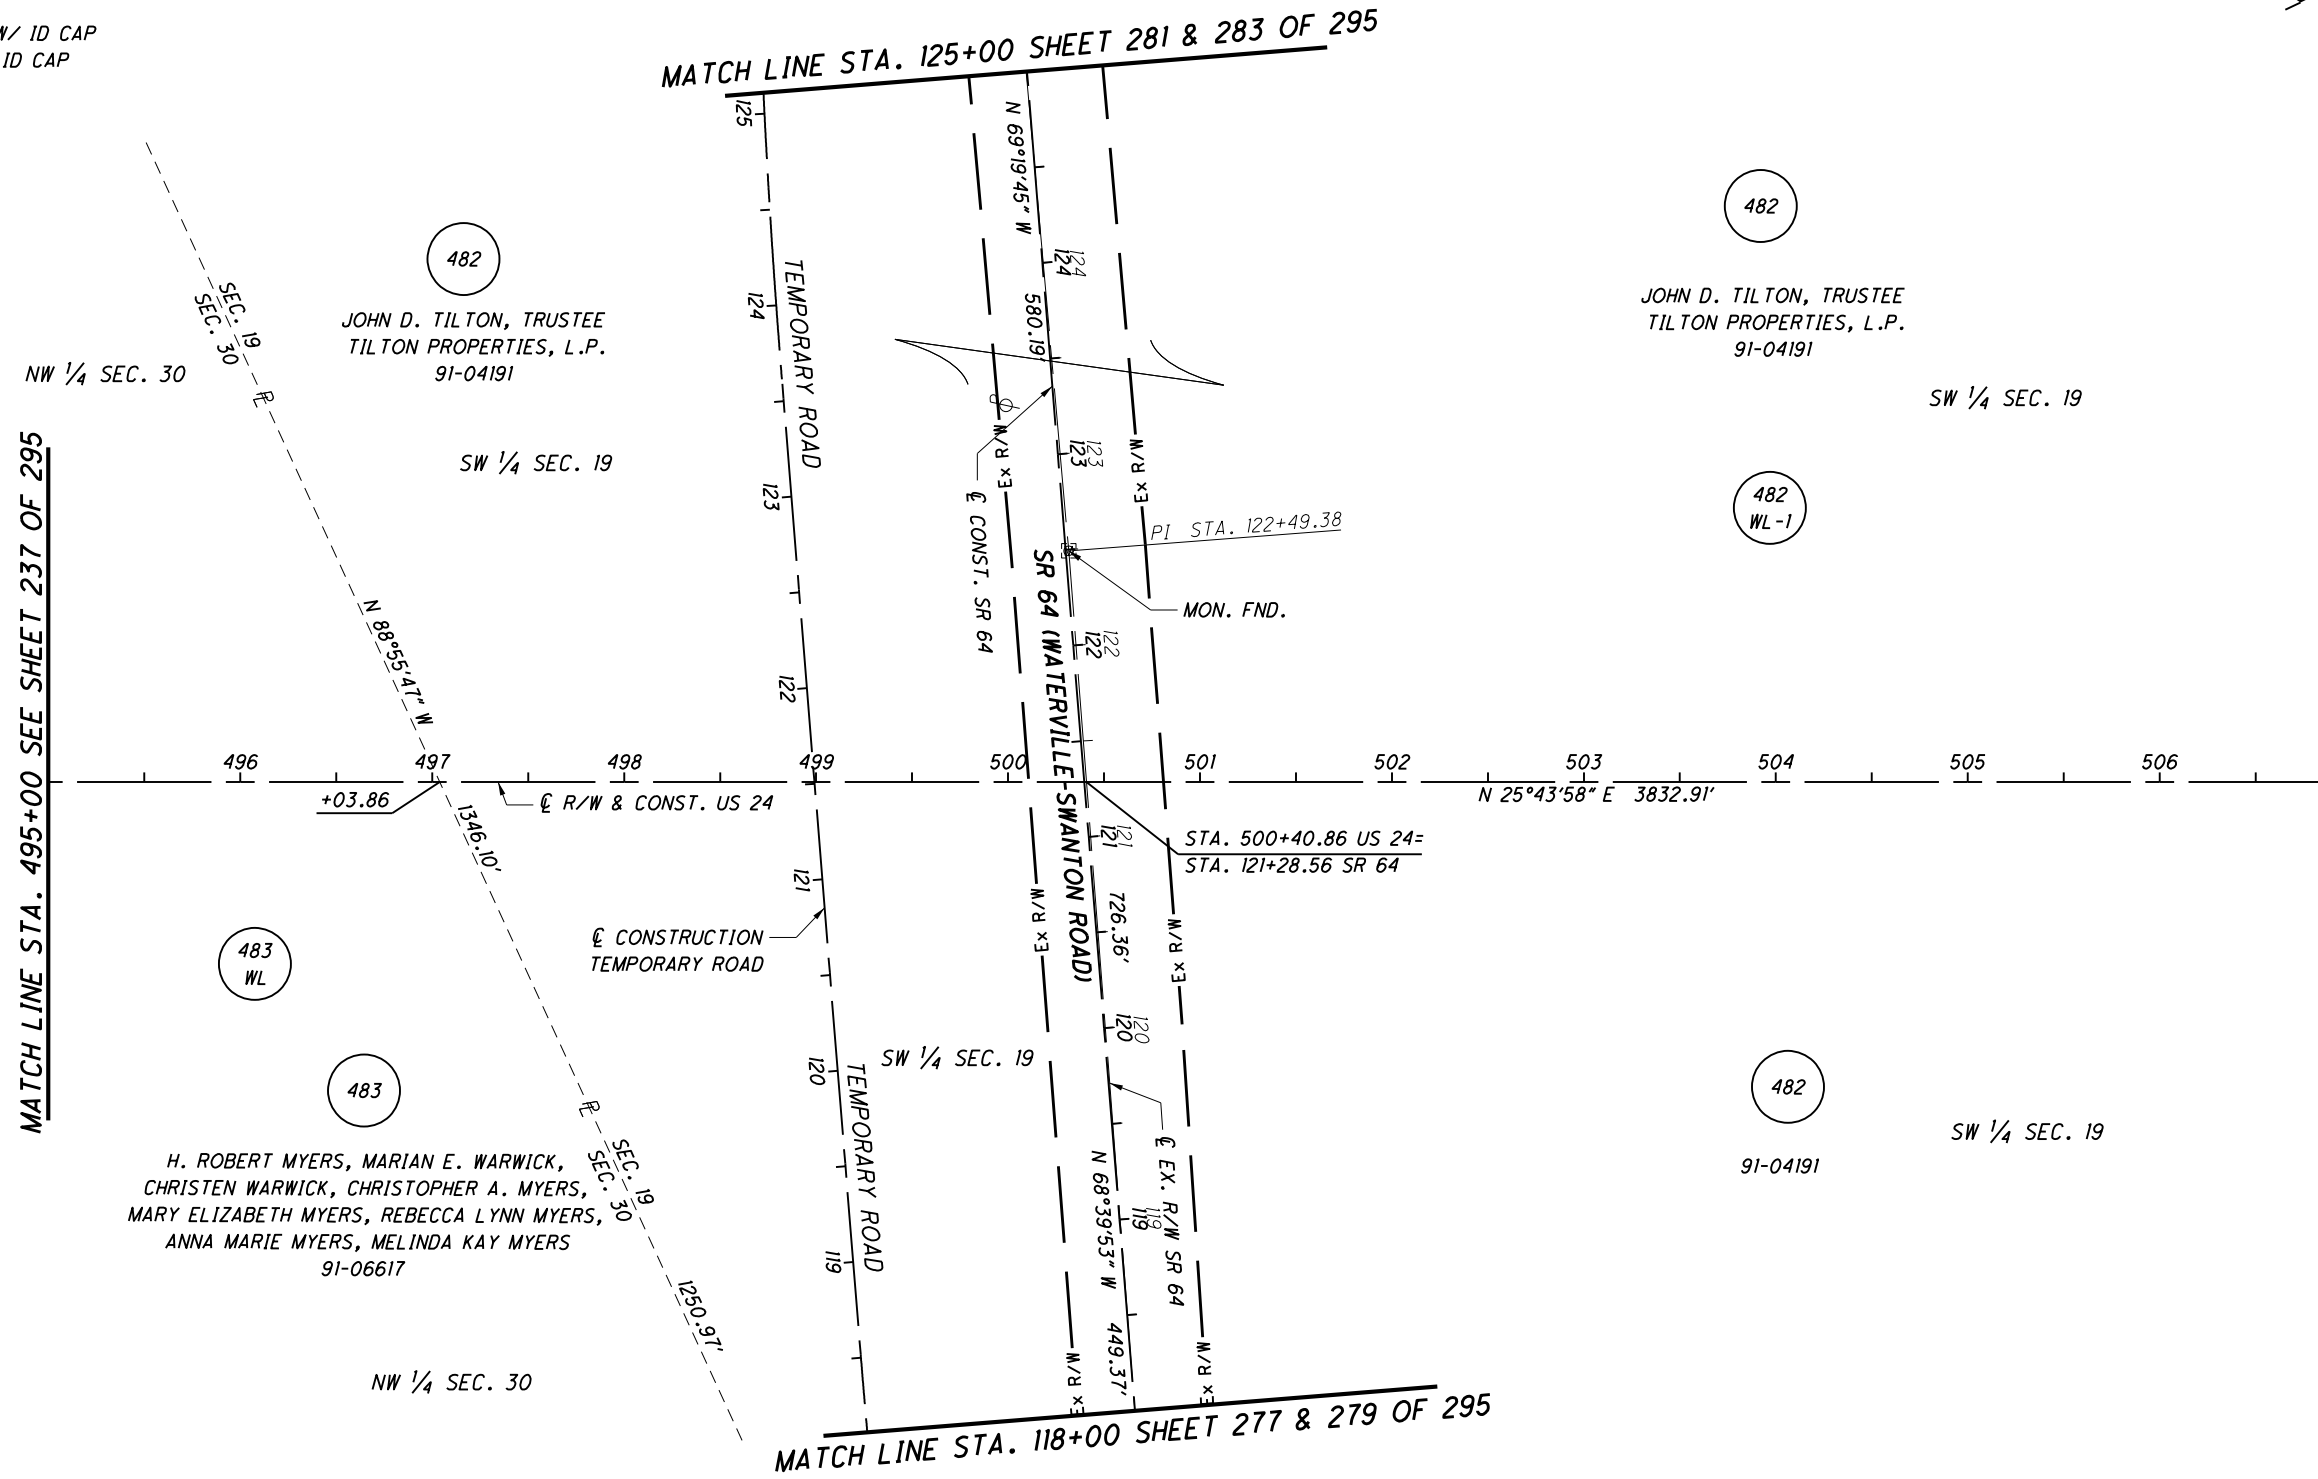 W/ ID CAP
ID CAP
MATCH LINE STA. 125+00 SHEET 281 & 283 OF 295
125
N 69°19'45" W
482
JOHN D. TILTON, TRUSTEE
TILTON PROPERTIES, L.P.
91-04191
SEC. 19
SEC. 30
NW 1/4 SEC. 30
SW 1/4 SEC. 19
TEMPORARY ROAD
124
124
124
580.19'
482
JOHN D. TILTON, TRUSTEE
TILTON PROPERTIES, L.P.
91-04191
SW 1/4 SEC. 19
PL
MATCH LINE STA. 495+00 SEE SHEET 237 OF 295
123
123
123
Ex R/W
Ex R/W
482
WL-1
℄ CONST. SR 64
PI STA. 122+49.38
MON. FND.
SR 64 (WATERVILLE-SWANTON ROAD)
N 88°55'47" W
122
122
122
496
497
498
499
500
501
502
503
504
505
506
+03.86
℄ R/W & CONST. US 24
N 25°43'58" E 3832.91'
1346.10'
STA. 500+40.86 US 24=
STA. 121+28.56 SR 64
121
121
121
℄ CONSTRUCTION
TEMPORARY ROAD
726.36'
Ex R/W
Ex R/W
483
WL
120
120
120
SW 1/4 SEC. 19
TEMPORARY ROAD
483
H. ROBERT MYERS, MARIAN E. WARWICK,
CHRISTEN WARWICK, CHRISTOPHER A. MYERS,
MARY ELIZABETH MYERS, REBECCA LYNN MYERS,
ANNA MARIE MYERS, MELINDA KAY MYERS
91-06617
PL
SEC. 19
SEC. 30
℄ EX. R/W SR 64
N 68°39'53" W
119
119
119
482
91-04191
SW 1/4 SEC. 19
1250.97'
449.37'
Ex R/W
Ex R/W
NW 1/4 SEC. 30
MATCH LINE STA. 118+00 SHEET 277 & 279 OF 295